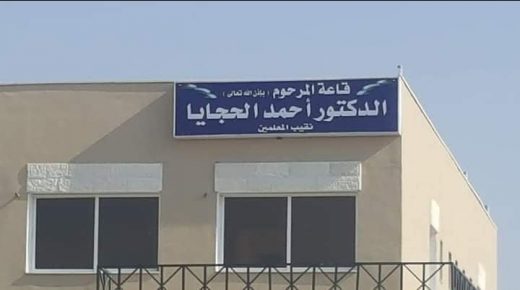 قاعة المرحوم ( بإذن الله تعالى )
الدكتور أحمد الحجايا
نقيب المعلمين